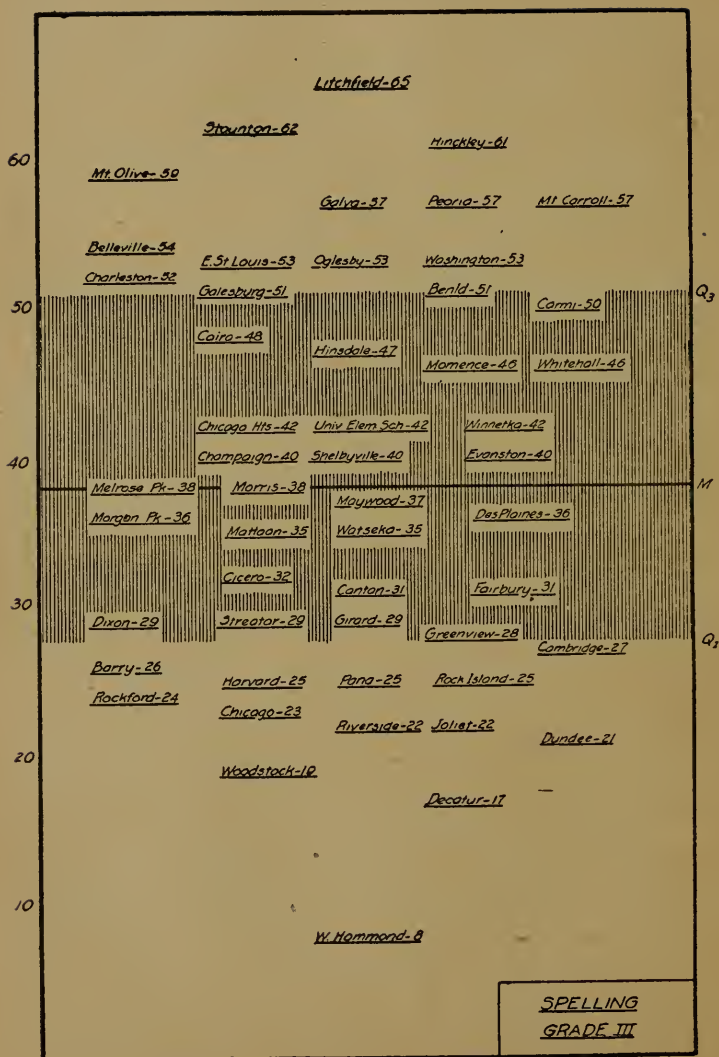 Litchfield-65
Staunton-62
Hinckley-61
60
Mt. Olive-59
Galva-57 Peoria-57 Mt Carroll-57
Belleville-54
E. St Louis-53 Oglesby-53 Washington-53
Charleston-52
Galesburg-51 Benld-51 Q3
50 Carmi-50
Cairo-48
Hinsdale-47
Momence-46 Whitehall-46
Chicago Hts-42 Univ Elem Sch-42 Winnetka-42
40 Champaign-40 Shelbyville-40 Evanston-40
Melrose Pk-38 Morris-38 M
Maywood-37
Morgan Pk-36 DesPlaines-36
Mattoon-35 Watseka-35
Cicero-32
Canton-31 Fairbury-31
30
Dixon-29 Streator-29 Girard-29
Greenview-28 Q1
Cambridge-27
Barry-26
Harvard-25 Pana-25 Rock Island-25
Rockford-24
Chicago-23
Riverside-22 Joliet-22
Dundee-21
20
Woodstock-19
Decatur-17
10
W. Hammond-8
SPELLING
GRADE III